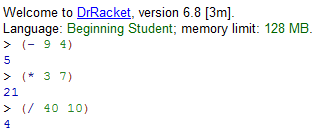 Welcome to DrRacket, version 6.8 [3m].
Language: Beginning Student; memory limit: 128 MB.
> (- 9 4)
5
> (* 3 7)
21
> (/ 40 10)
4